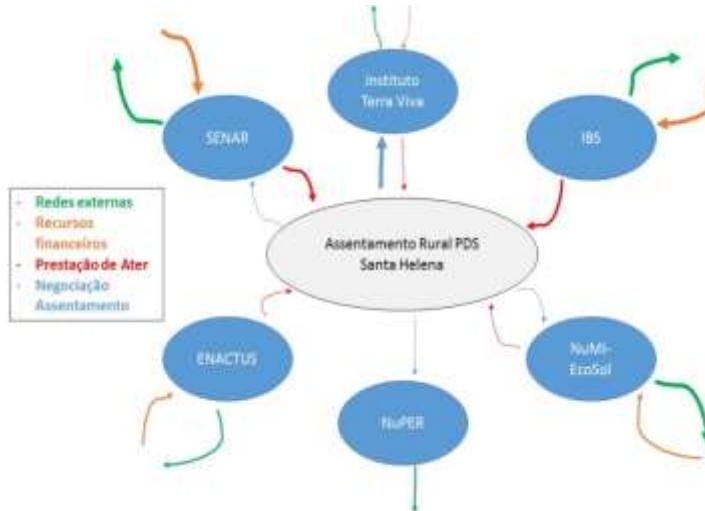 Instituto
Terra Viva
SENAR
IBS
- Redes externas
- Recursos
financeiros
- Prestação de Ater
- Negociação
Assentamento
Assentamento Rural PDS
Santa Helena
ENACTUS
NuMI-
EcoSol
NuPER